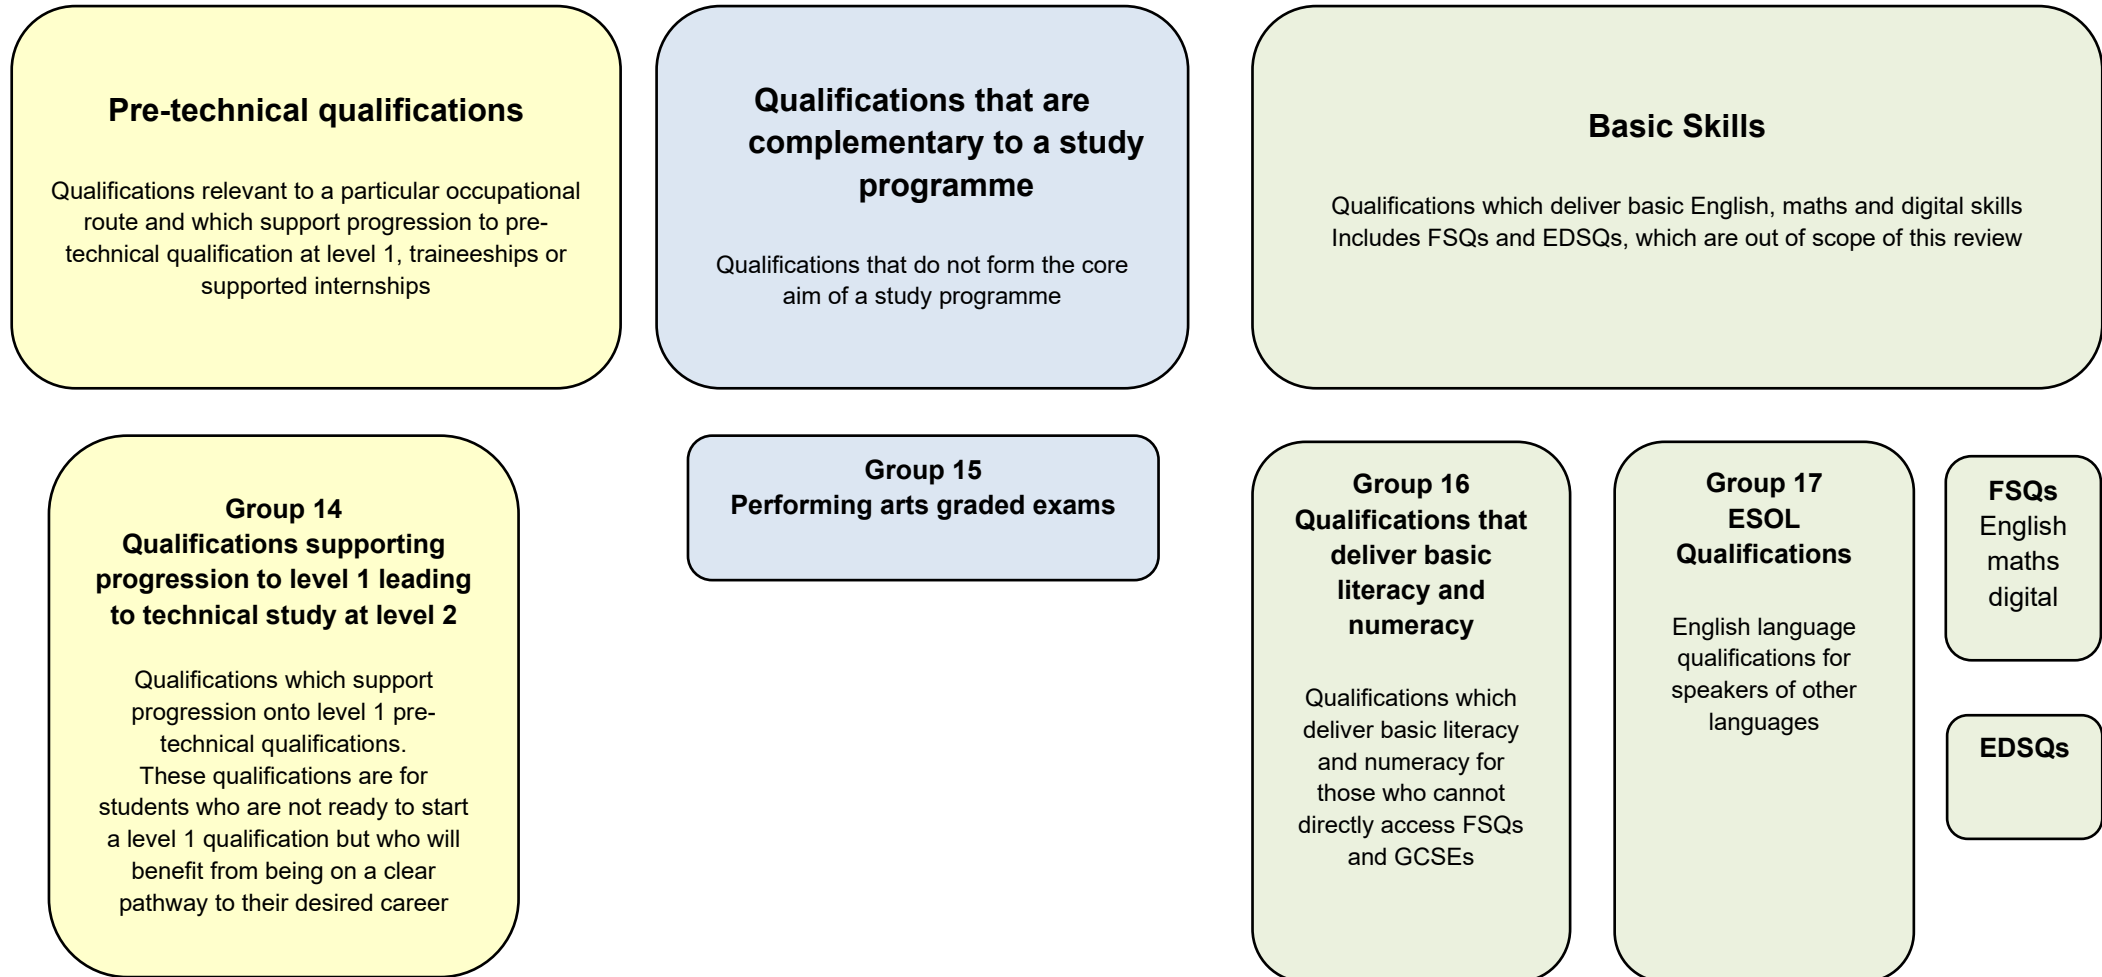 Pre-technical qualifications
Qualifications relevant to a particular occupational
route and which support progression to pre-
technical qualification at level 1, traineeships or
supported internships
Qualifications that are
complementary to a study
programme
Qualifications that do not form the core
aim of a study programme
Basic Skills
Qualifications which deliver basic English, maths and digital skills
Includes FSQs and EDSQs, which are out of scope of this review
Group 14
Qualifications supporting
progression to level 1 leading
to technical study at level 2
Qualifications which support
progression onto level 1 pre-
technical qualifications.
These qualifications are for
students who are not ready to start
a level 1 qualification but who will
benefit from being on a clear
pathway to their desired career
Group 15
Performing arts graded exams
Group 16
Qualifications that
deliver basic
literacy and
numeracy
Qualifications which
deliver basic literacy
and numeracy for
those who cannot
directly access FSQs
and GCSEs
Group 17
ESOL
Qualifications
English language
qualifications for
speakers of other
languages
FSQs
English
maths
digital
EDSQs